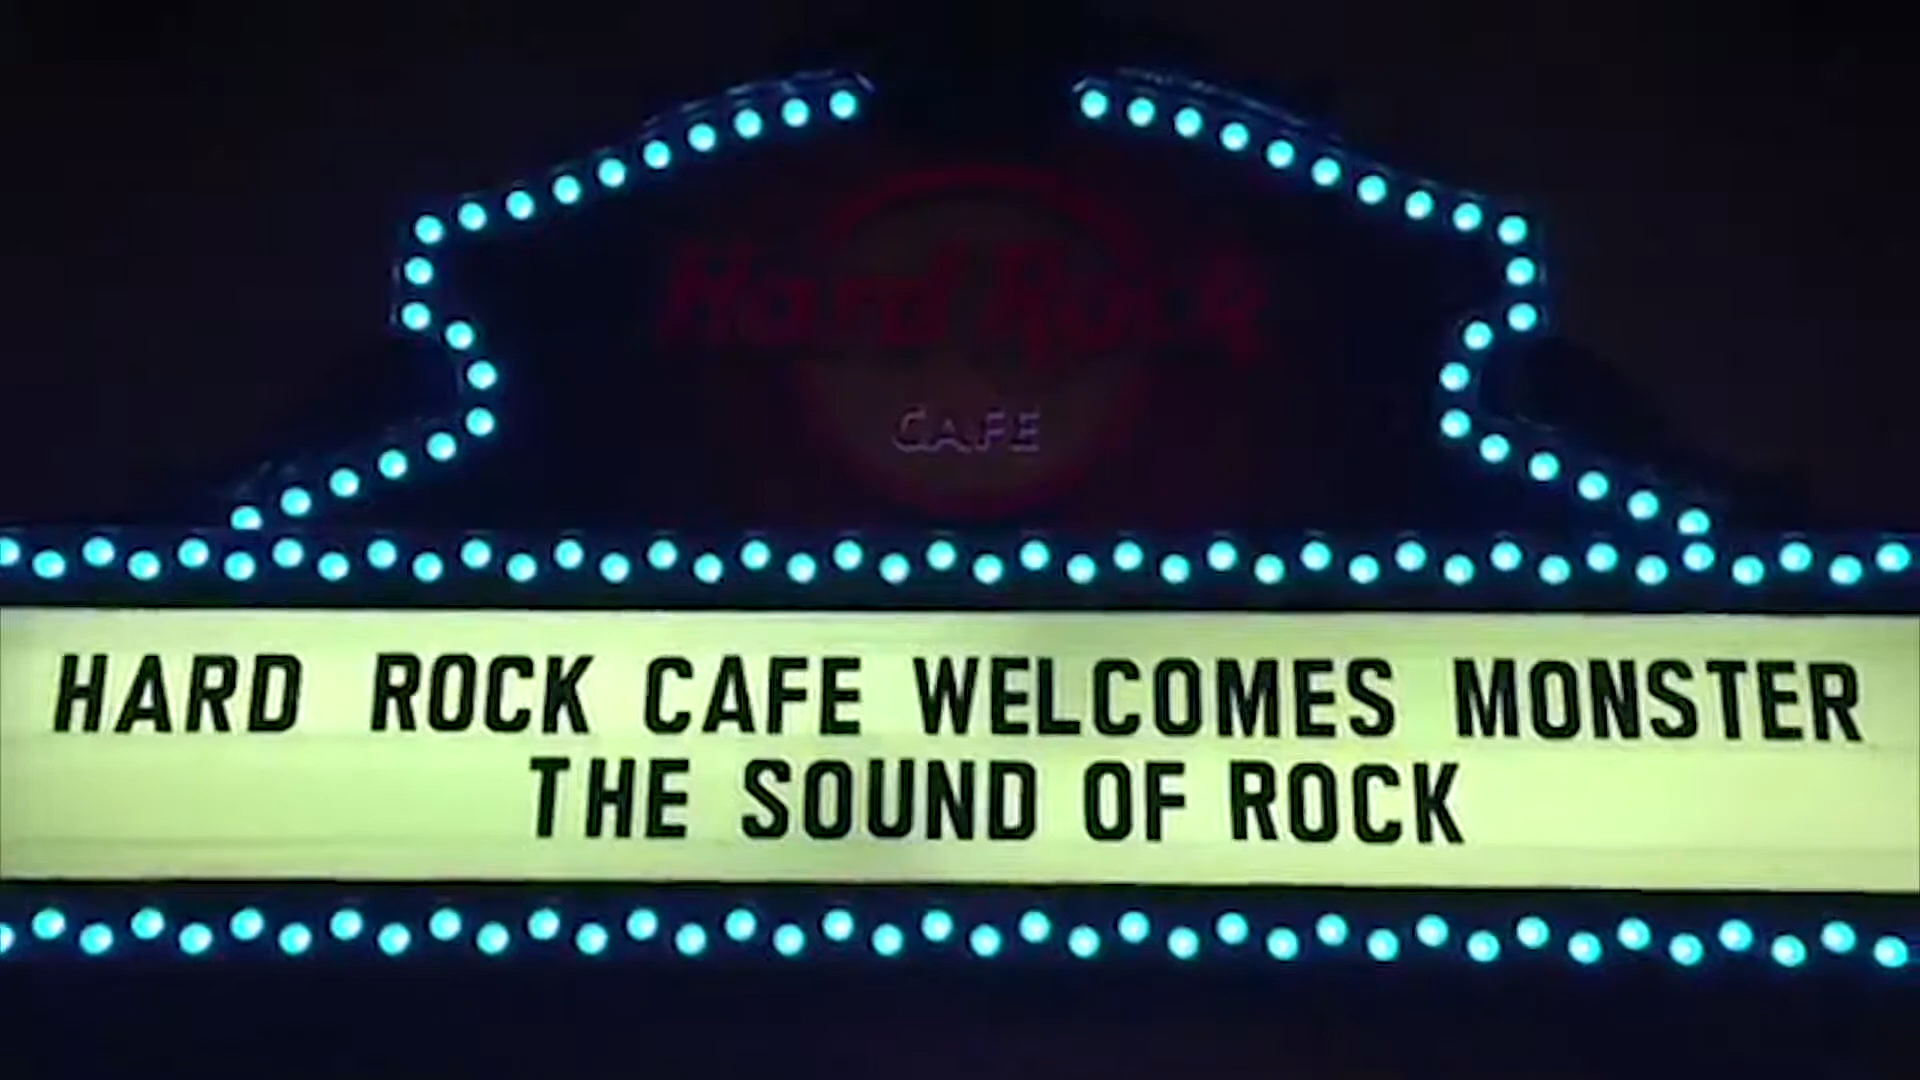 Hard Rock
CAFE
HARD ROCK CAFE WELCOMES MONSTER
THE SOUND OF ROCK